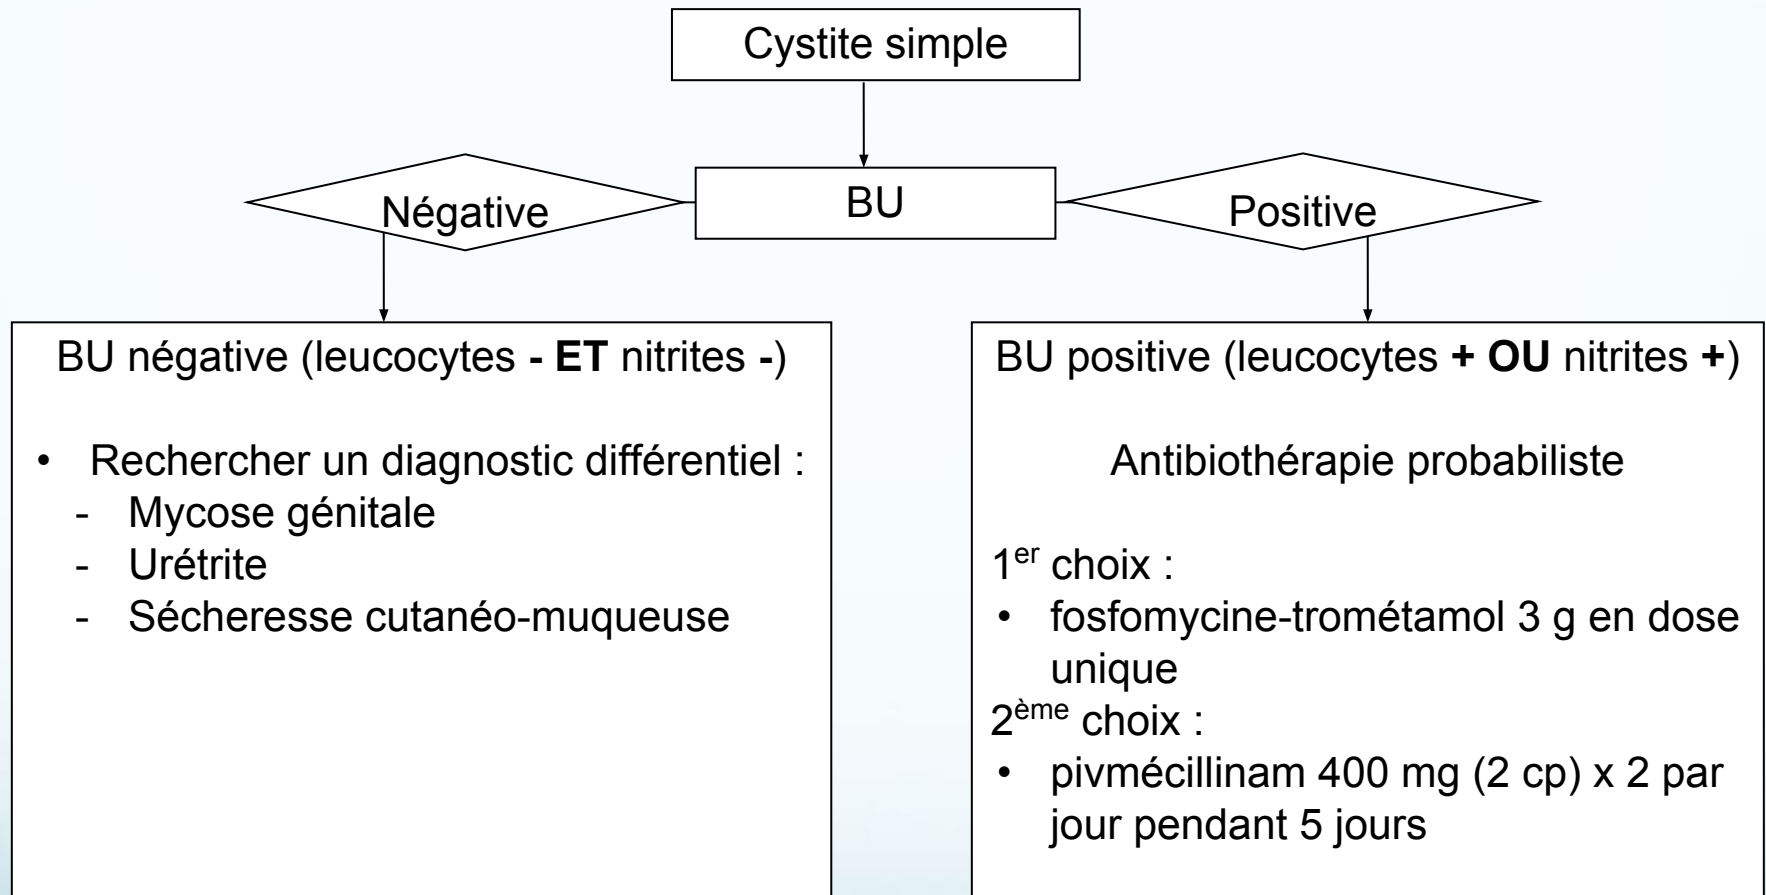 Cystite simple
Négative
BU
Positive
BU négative (leucocytes - ET nitrites -)
• Rechercher un diagnostic différentiel :
- Mycose génitale
- Urétrite
- Sécheresse cutanéo-muqueuse
BU positive (leucocytes + OU nitrites +)
Antibiothérapie probabiliste
1er choix :
• fosfomycine-trométamol 3 g en dose
unique
2ème choix :
• pivmécillinam 400 mg (2 cp) x 2 par
jour pendant 5 jours